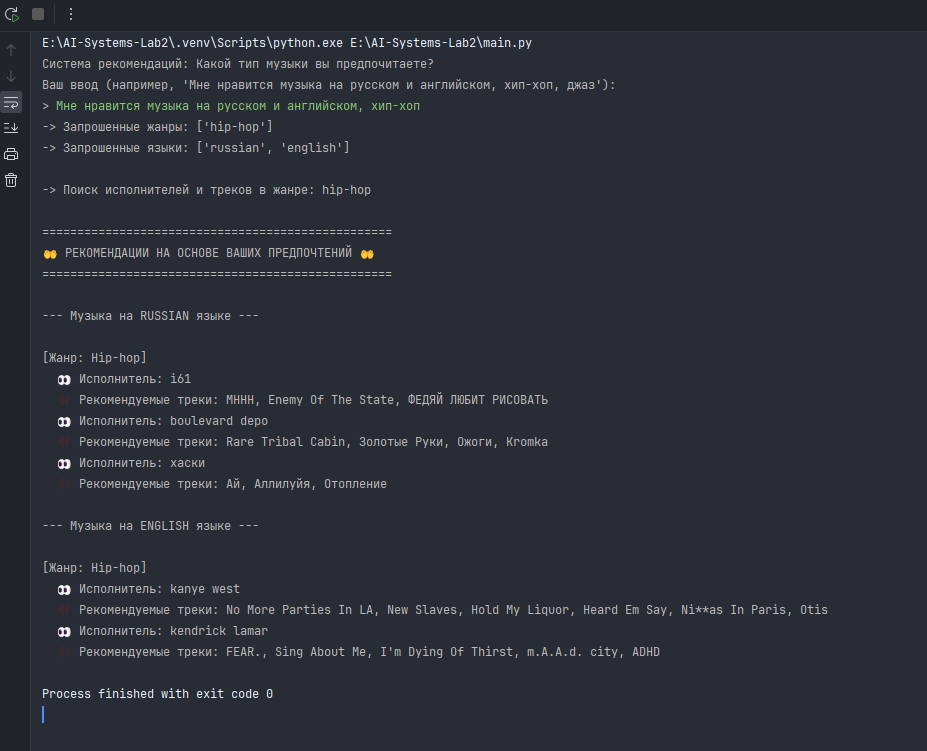 E:\AI-Systems-Lab2\.venv\Scripts\python.exe E:\AI-Systems-Lab2\main.py
Система рекомендаций: Какой тип музыки вы предпочитаете?
Ваш ввод (например, 'Мне нравится музыка на русском и английском, хип-хоп, джаз'):
> Мне нравится музыка на русском и английском, хип-хоп
-> Запрошенные жанры: ['hip-hop']
-> Запрошенные языки: ['russian', 'english']
-> Поиск исполнителей и треков в жанре: hip-hop
==================================================
👐 РЕКОМЕНДАЦИИ НА ОСНОВЕ ВАШИХ ПРЕДПОЧТЕНИЙ 👐
==================================================
--- Музыка на RUSSIAN языке ---
[Жанр: Hip-hop]
👀 Исполнитель: i61
Рекомендуемые треки: МННН, Enemy Of The State, ФЕДЯЙ ЛЮБИТ РИСОВАТЬ
👀 Исполнитель: boulevard depo
Рекомендуемые треки: Rare Tribal Cabin, Золотые Руки, Ожоги, Kromka
👀 Исполнитель: хаски
Рекомендуемые треки: Ай, Аллилуйя, Отопление
--- Музыка на ENGLISH языке ---
[Жанр: Hip-hop]
👀 Исполнитель: kanye west
Рекомендуемые треки: No More Parties In LA, New Slaves, Hold My Liquor, Heard Em Say, Ni**as In Paris, Otis
👀 Исполнитель: kendrick lamar
Рекомендуемые треки: FEAR., Sing About Me, I'm Dying Of Thirst, m.A.A.d. city, ADHD
Process finished with exit code 0